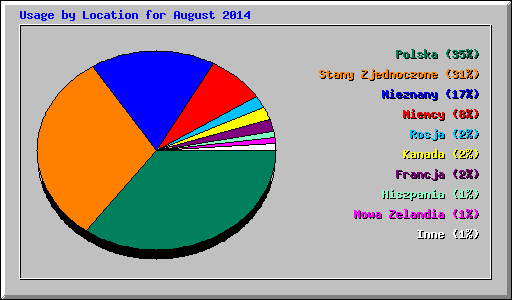 Usage by Location for August 2014
Polska (35%)
Stany Zjednoczone (31%)
Nieznany (17%)
Niemcy (8%)
Rosja (2%)
Kanada (2%)
Francja (2%)
Hiszpania (1%)
Nowa Zelandia (1%)
Inne (1%)